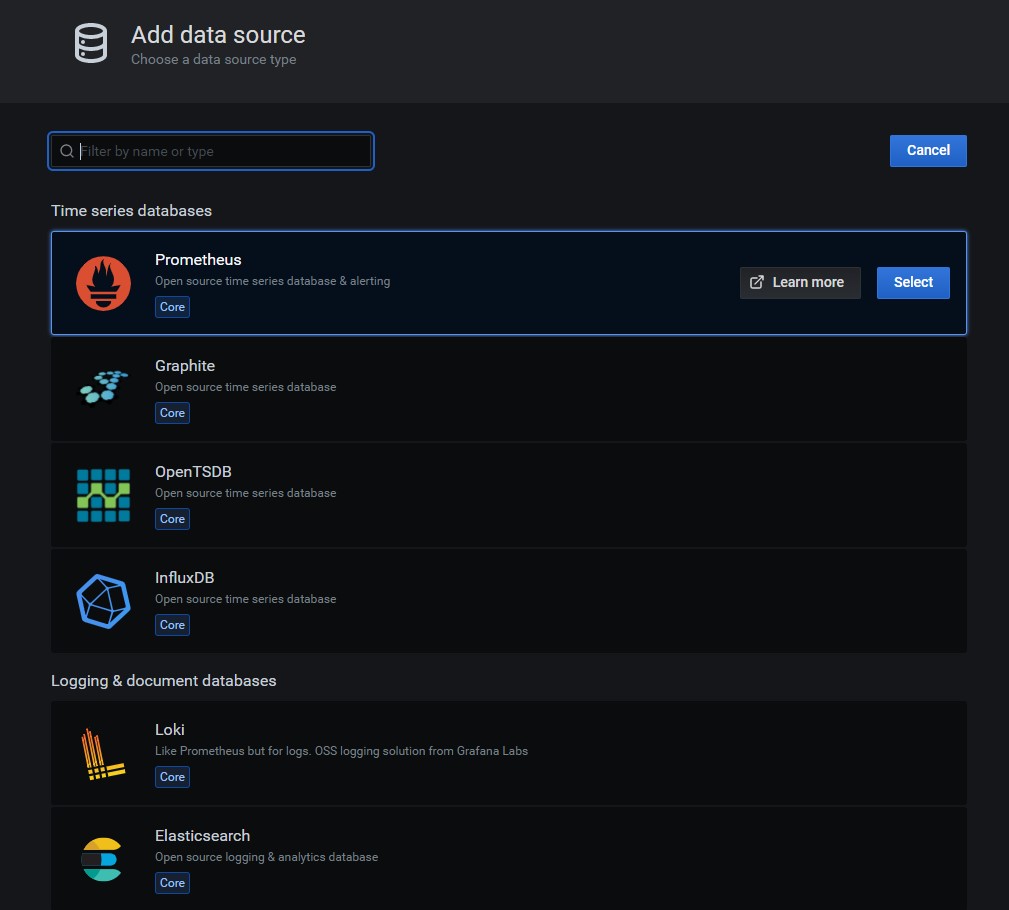 Add data source
Choose a data source type
Filter by name or type
Cancel
Time series databases
Prometheus
Open source time series database & alerting
Core
Learn more
Select
Graphite
Open source time series database
Core
OpenTSDB
Open source time series database
Core
InfluxDB
Open source time series database
Core
Logging & document databases
Loki
Like Prometheus but for logs. OSS logging solution from Grafana Labs
Core
Elasticsearch
Open source logging & analytics database
Core